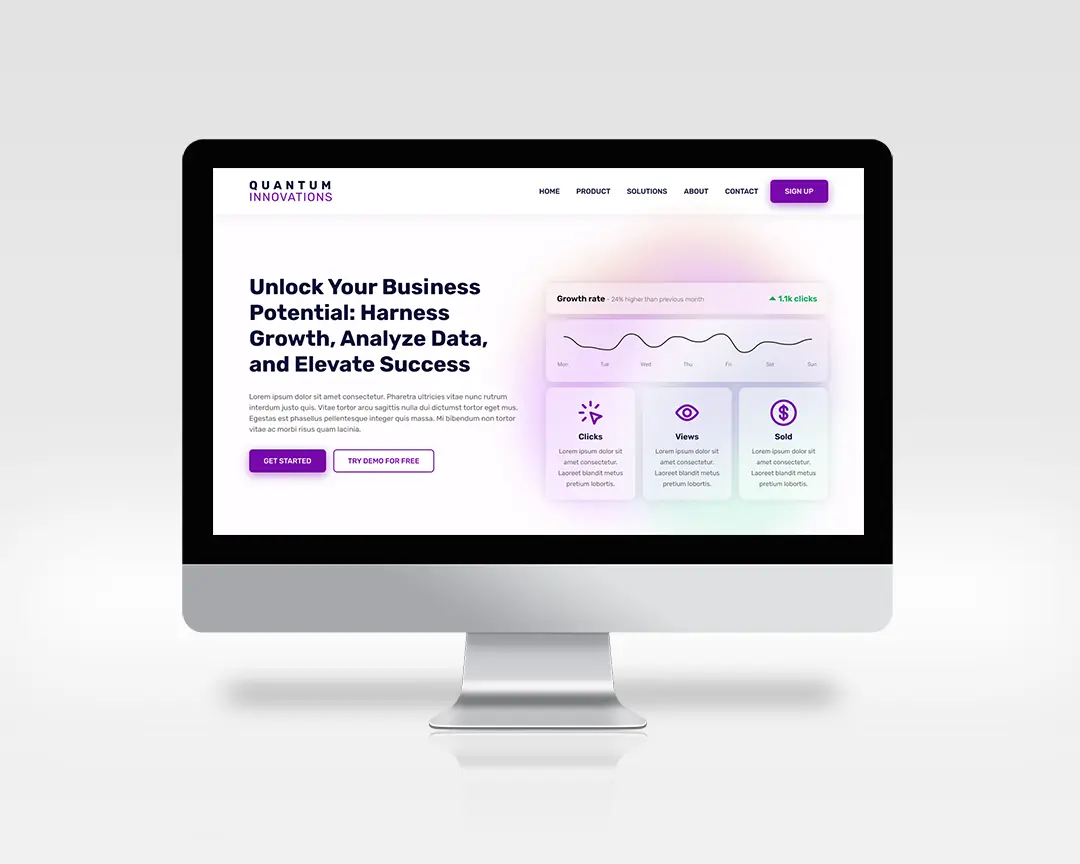 QUANTUM
INNOVATIONS
HOME PRODUCT SOLUTIONS ABOUT CONTACT SIGN UP
Unlock Your Business
Potential: Harness
Growth, Analyze Data,
and Elevate Success
Lorem ipsum dolor sit amet consectetur. Pharetra ultricies vitae nunc rutrum
interdum justo quis. Vitae tortor arcu sagittis nulla dui dictumst tortor eget mus.
Egestas est phasellus pellentesque integer quis massa. Mi bibendum non tortor
vitae ac morbi risus quam lacinia.
GET STARTED TRY DEMO FOR FREE
Growth rate - 24% higher than previous month 1.1k clicks
Mon Tue Wed Thu Fri Sat Sun
Clicks
Lorem ipsum dolor sit
amet consectetur.
Laoreet blandit metus
pretium lobortis.
Views
Lorem ipsum dolor sit
amet consectetur.
Laoreet blandit metus
pretium lobortis.
Sold
Lorem ipsum dolor sit
amet consectetur.
Laoreet blandit metus
pretium lobortis.